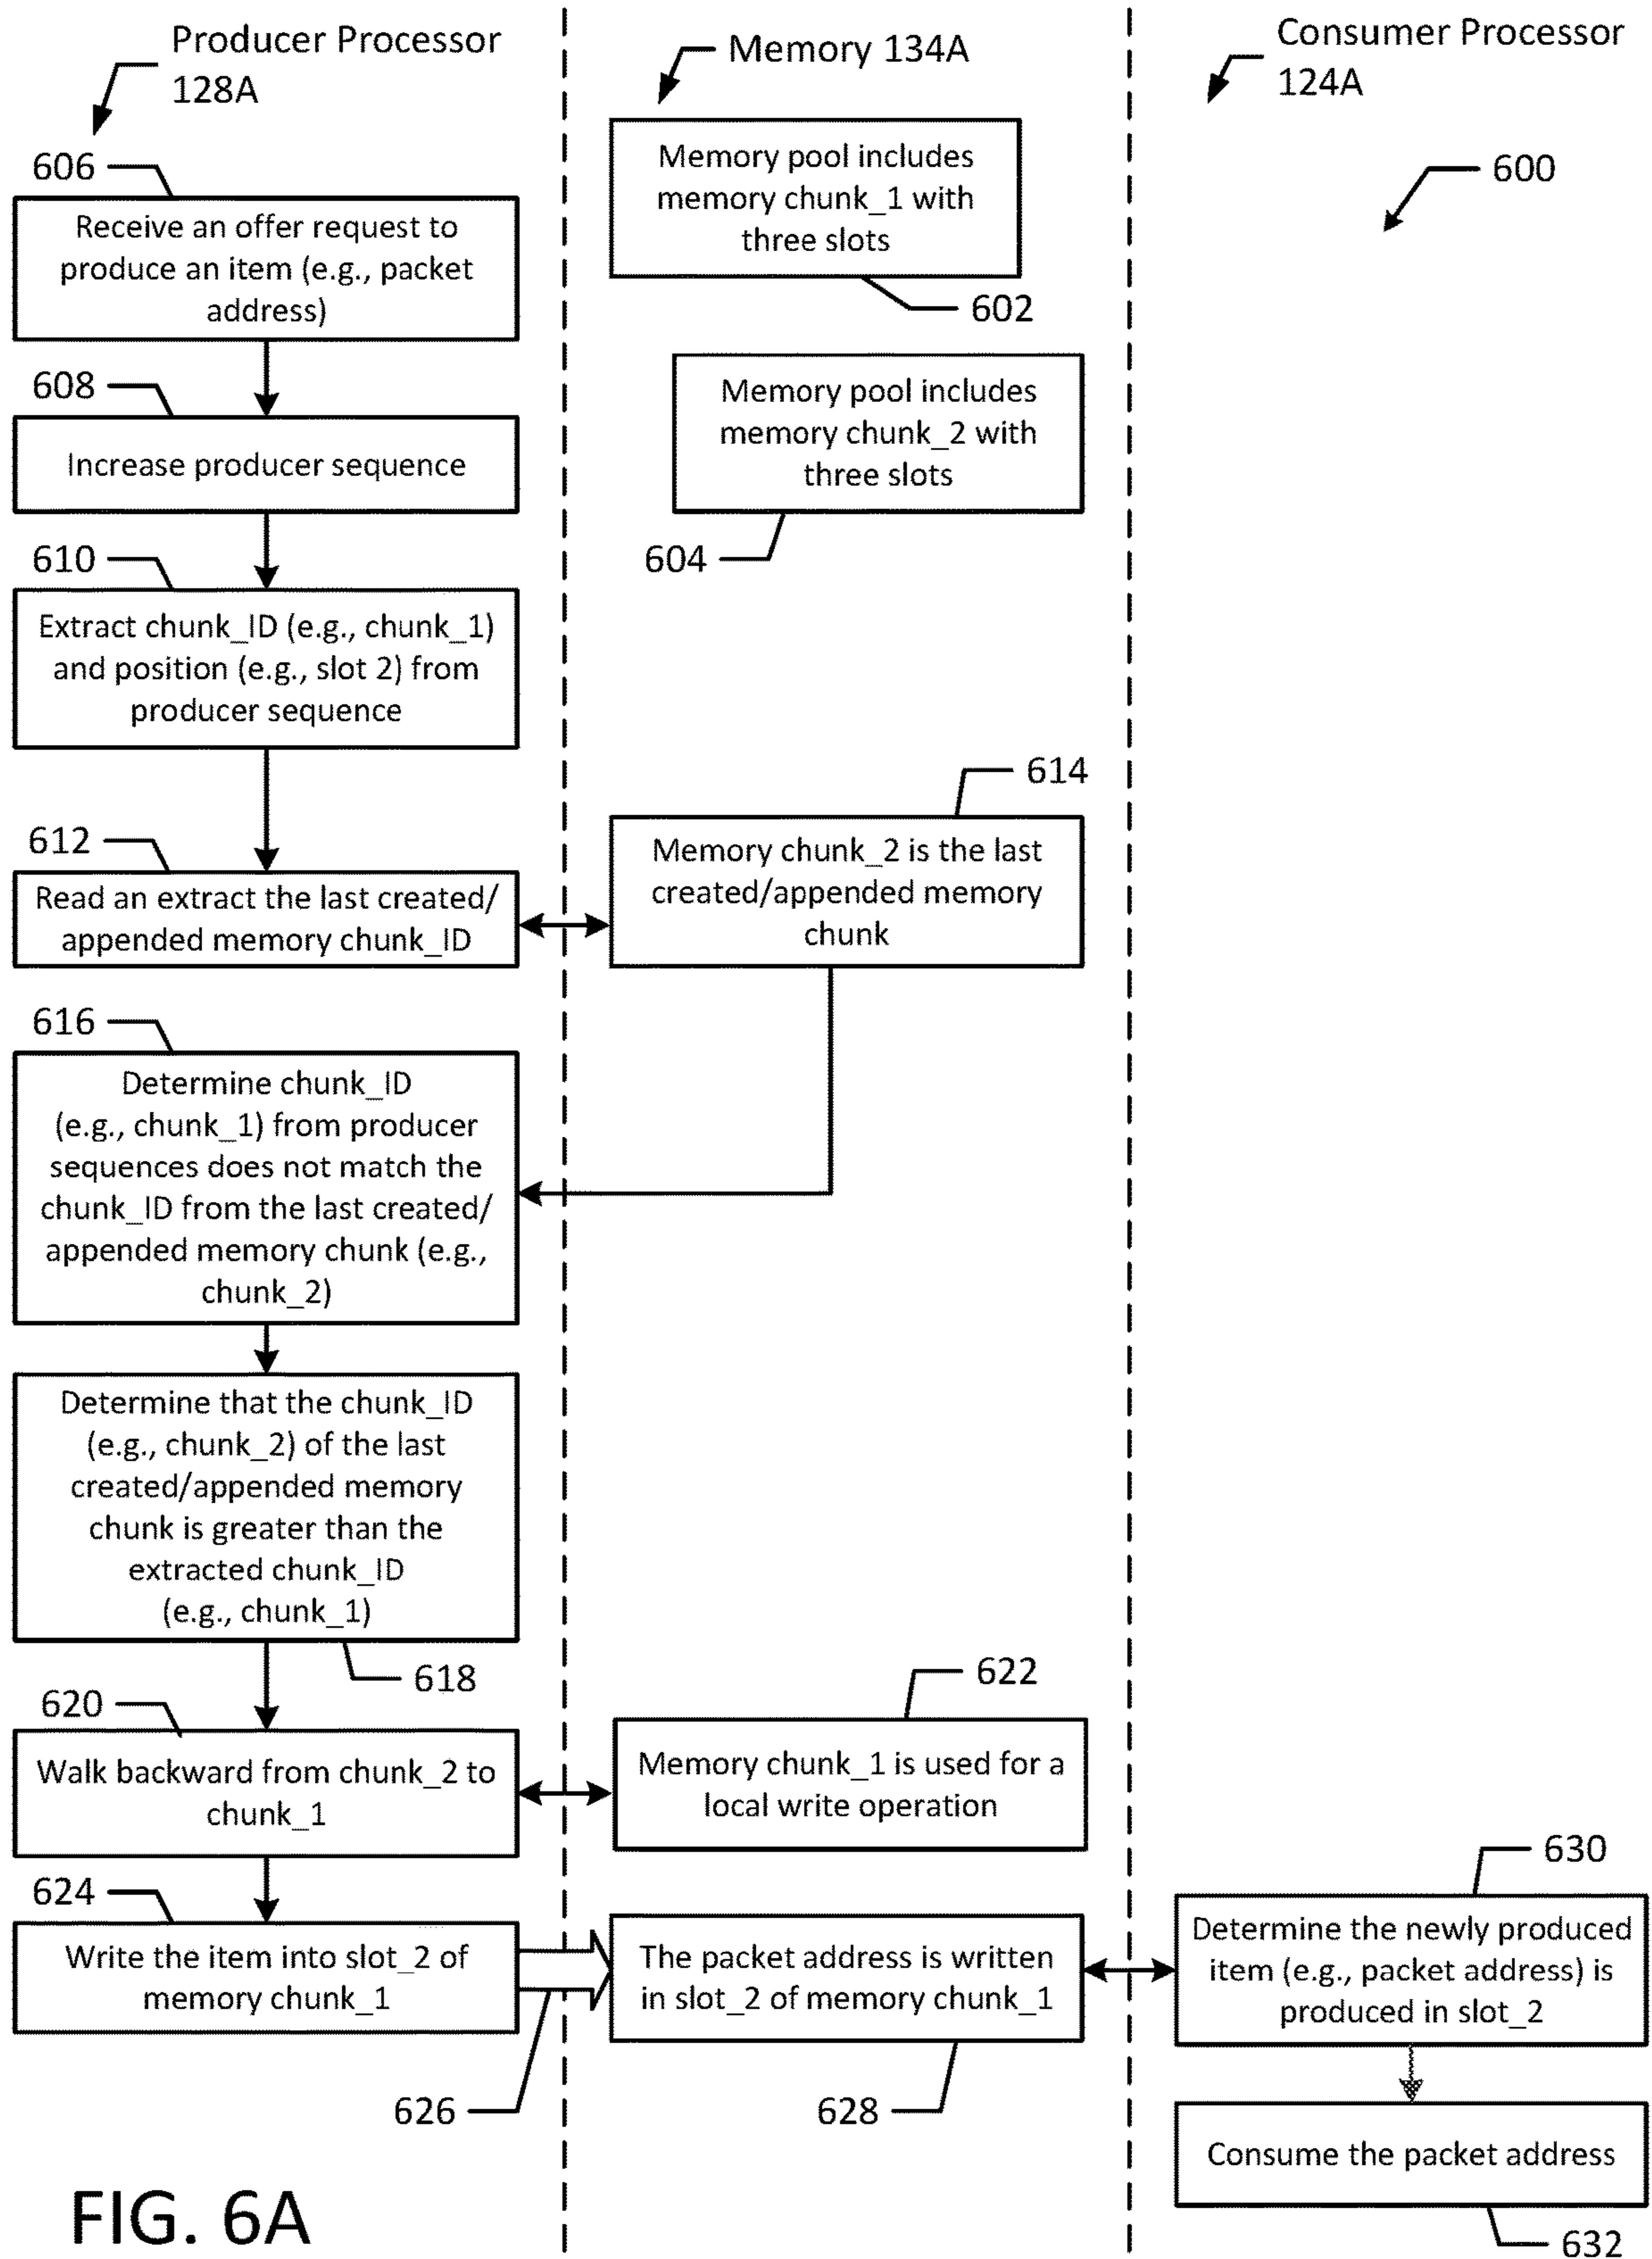 Producer Processor
128A
Memory 134A
Consumer Processor
124A
600
606
Receive an offer request to
produce an item (e.g., packet
address)
Memory pool includes
memory chunk_1 with
three slots
602
608
Increase producer sequence
Memory pool includes
memory chunk_2 with
three slots
604
610
Extract chunk_ID (e.g., chunk_1)
and position (e.g., slot 2) from
producer sequence
612
Read an extract the last created/
appended memory chunk_ID
614
Memory chunk_2 is the last
created/appended memory
chunk
616
Determine chunk_ID
(e.g., chunk_1) from producer
sequences does not match the
chunk_ID from the last created/
appended memory chunk (e.g.,
chunk_2)
Determine that the chunk_ID
(e.g., chunk_2) of the last
created/appended memory
chunk is greater than the
extracted chunk_ID
(e.g., chunk_1)
618
620
Walk backward from chunk_2 to
chunk_1
622
Memory chunk_1 is used for a
local write operation
624
Write the item into slot_2 of
memory chunk_1
626
The packet address is written
in slot_2 of memory chunk_1
628
630
Determine the newly produced
item (e.g., packet address) is
produced in slot_2
Consume the packet address
632
FIG. 6A